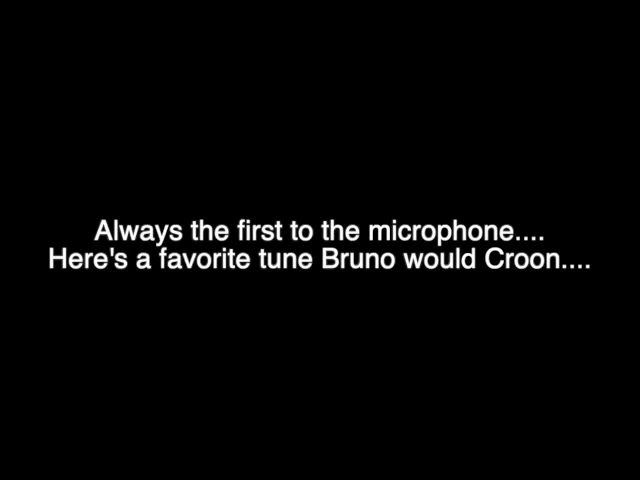 Always the first to the microphone....
Here's a favorite tune Bruno would Croon....